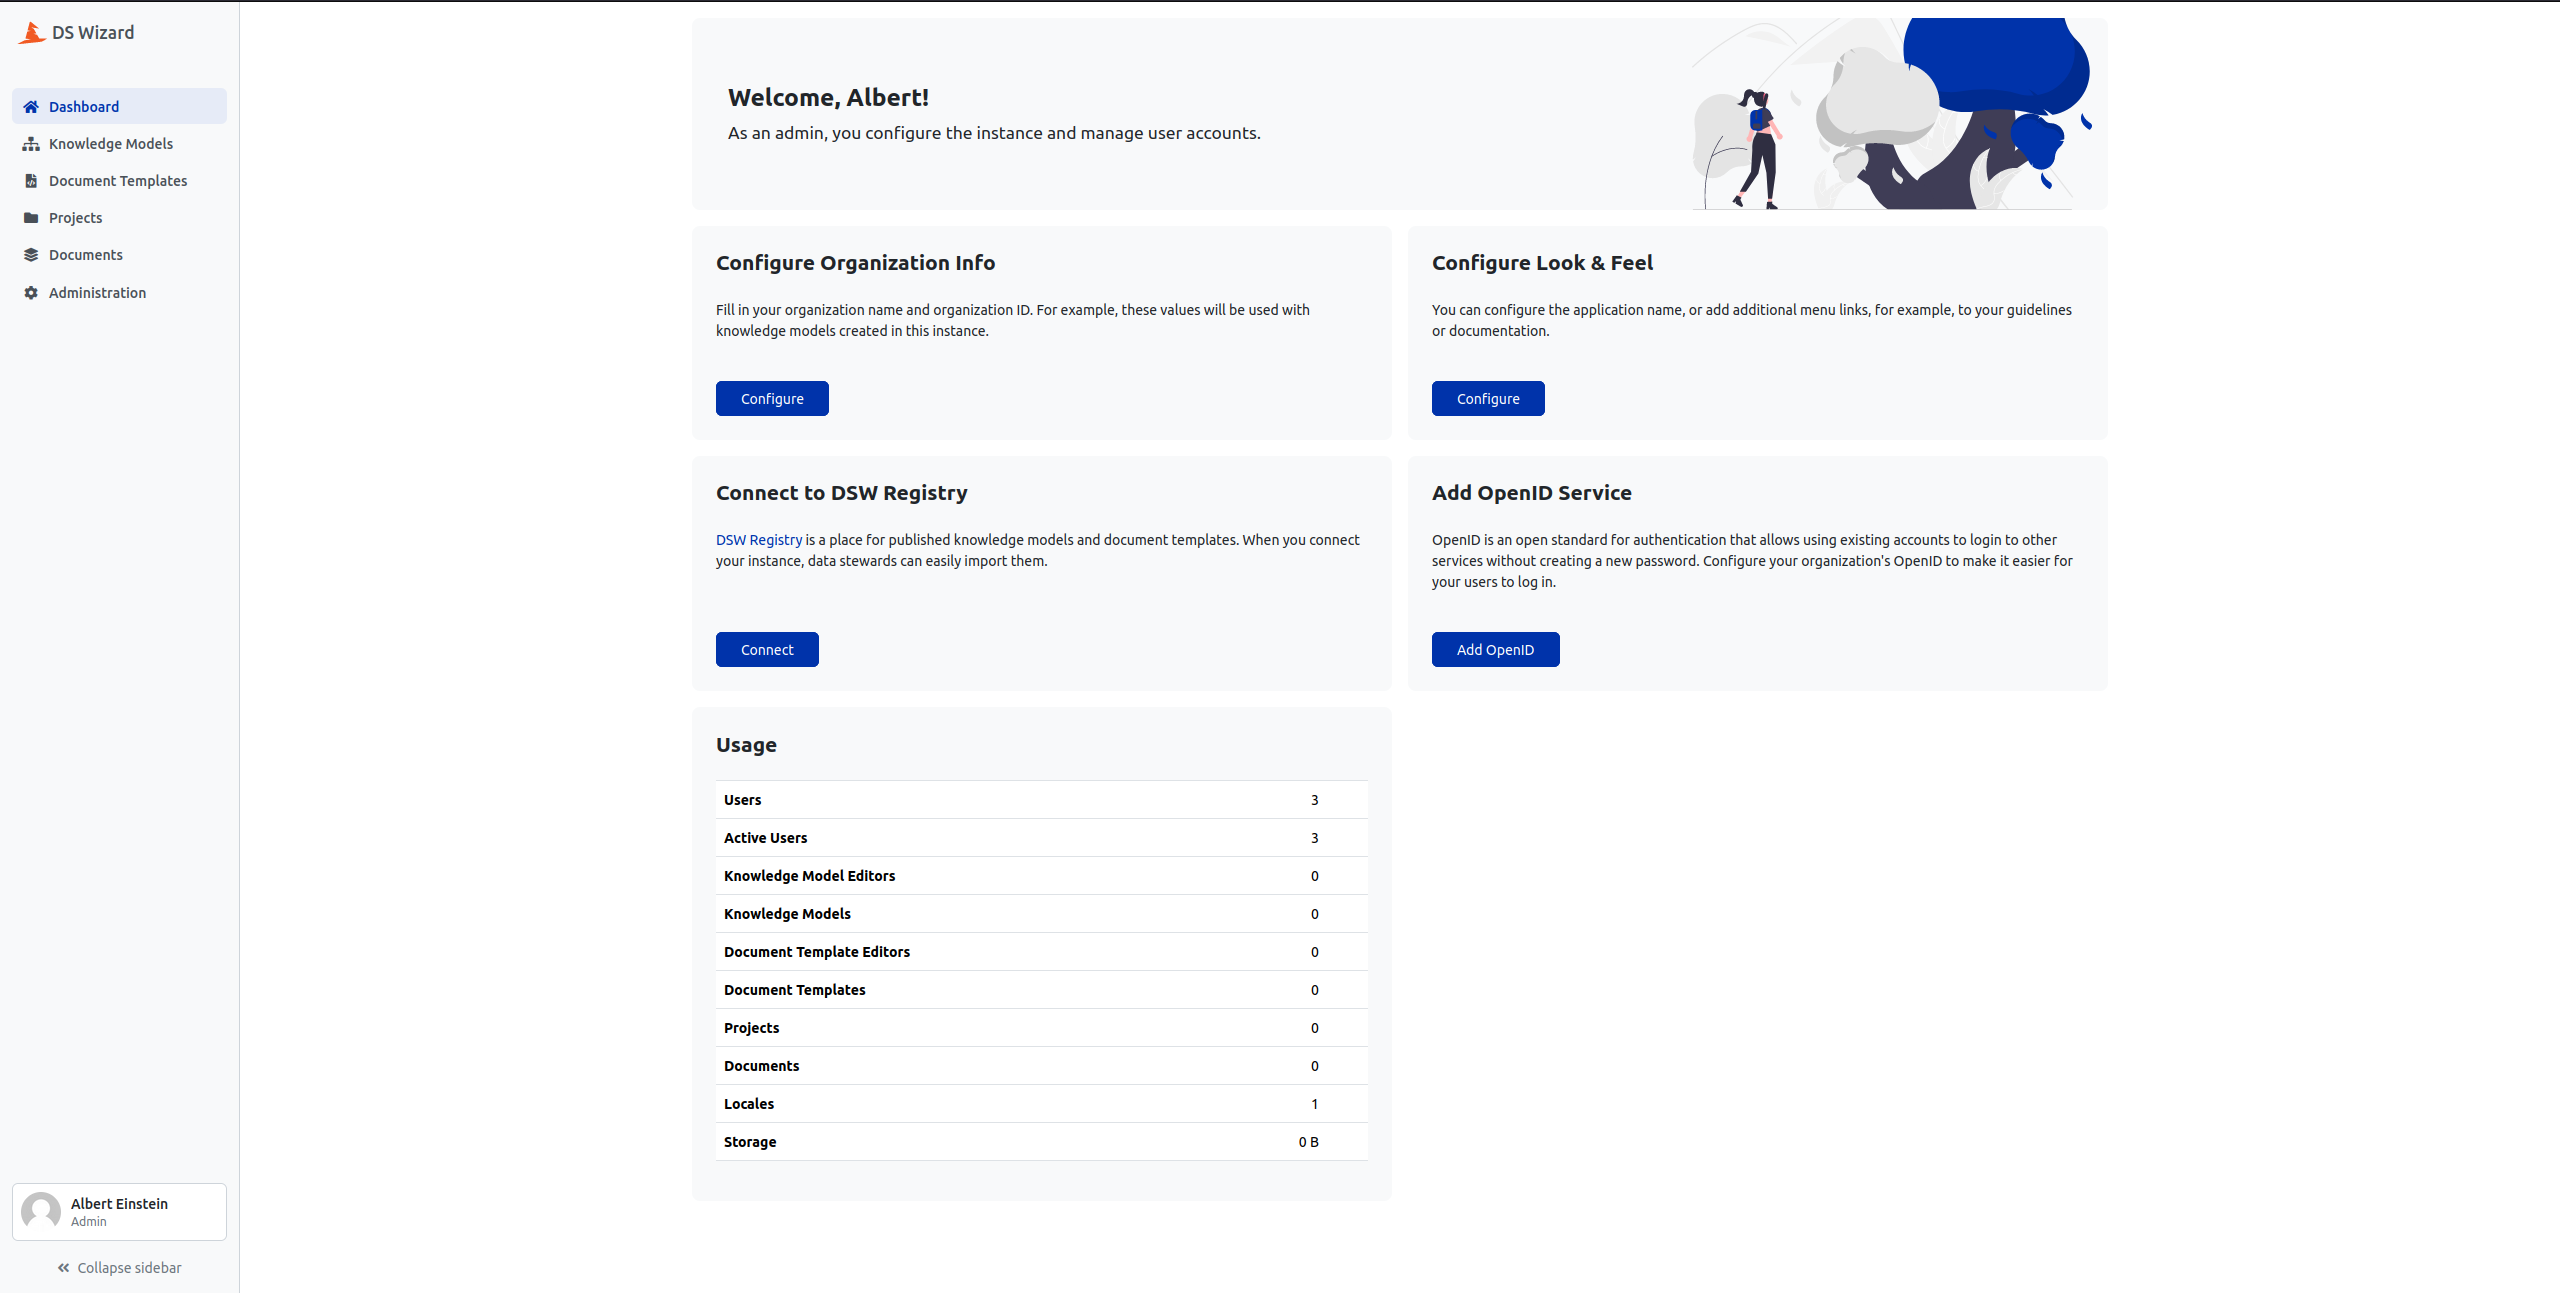 DS Wizard
Dashboard
Knowledge Models
Document Templates
Projects
Documents
Administration
Albert Einstein
Admin
Collapse sidebar
Welcome, Albert!
As an admin, you configure the instance and manage user accounts.
Configure Organization Info
Fill in your organization name and organization ID. For example, these values will be used with
knowledge models created in this instance.
Configure
Configure Look & Feel
You can configure the application name, or add additional menu links, for example, to your guidelines
or documentation.
Configure
Connect to DSW Registry
DSW Registry is a place for published knowledge models and document templates. When you connect
your instance, data stewards can easily import them.
Connect
Add OpenID Service
OpenID is an open standard for authentication that allows using existing accounts to login to other
services without creating a new password. Configure your organization's OpenID to make it easier for
your users to log in.
Add OpenID
Usage
Users 3
Active Users 3
Knowledge Model Editors 0
Knowledge Models 0
Document Template Editors 0
Document Templates 0
Projects 0
Documents 0
Locales 1
Storage 0 B